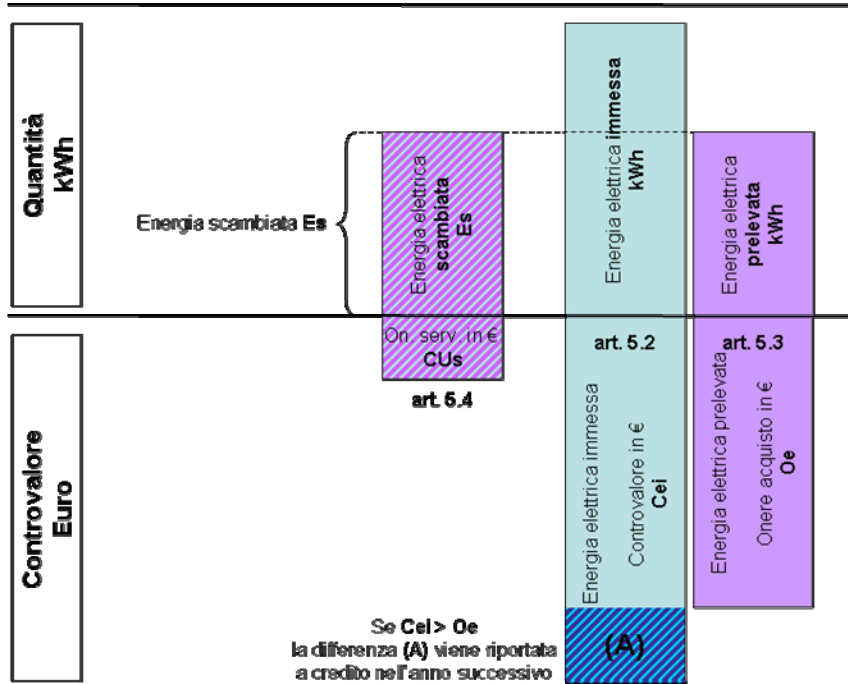 Quantità
kWh
Energia scambiata Es
Energia elettrica
scambiata
Es
Energia elettrica immessa
kWh
Energia elettrica
prelevata
kWh
On. serv. in €
CUs
art. 5.4
art. 5.2
art. 5.3
Controvalore
Euro
Energia elettrica immessa
Controvalore in €
Cei
Energia elettrica prelevata
Onere acquisto in €
Oe
Se Cei > Oe
la differenza (A) viene riportata
a credito nell'anno successivo
(A)